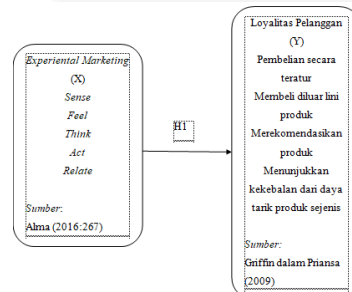 Experiental Marketing
(X)
Sense
Feel
Think
Act
Relate
Sumber:
Alma (2016:267)
H1
Loyalitas Pelanggan
(Y)
Pembelian secara
teratur
Membeli diluar lini
produk
Merekomendasikan
produk
Menunjukkan
kekebalan dari daya
tarik produk sejenis
Sumber:
Griffin dalam Priansa
(2009)